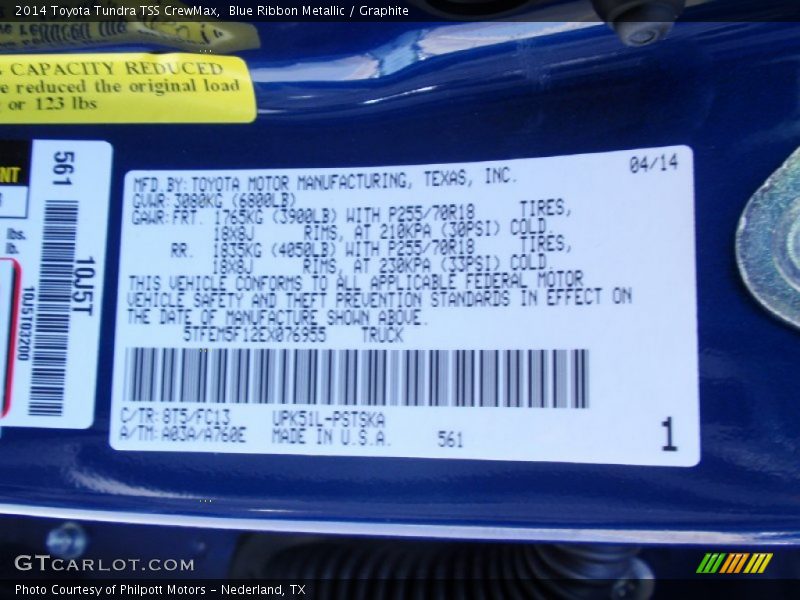 2014 Toyota Tundra TSS CrewMax, Blue Ribbon Metallic / Graphite
CAPACITY REDUCED
reduced the original load
or 123 lbs
561
10J5T
10J5T03200
lbs.
lb.
04/14
MFD.BY:TOYOTA MOTOR MANUFACTURING, TEXAS, INC.
GVWR:3080KG (6800LB)
GAWR:FRT. 1765KG (3900LB) WITH P255/70R18 TIRES,
18X8J RIMS, AT 210KPA (30PSI) COLD.
RR. 1835KG (4050LB) WITH P255/70R18 TIRES,
18X8J RIMS, AT 230KPA (33PSI) COLD.
THIS VEHICLE CONFORMS TO ALL APPLICABLE FEDERAL MOTOR
VEHICLE SAFETY AND THEFT PREVENTION STANDARDS IN EFFECT ON
THE DATE OF MANUFACTURE SHOWN ABOVE.
5TFEM5F12EX076955 TRUCK
C/TR:8T5/FC13 UPK51L-PSTSKA
A/TM:A03A/A760E MADE IN U.S.A. 561
1
GTCARLOT.COM
Photo Courtesy of Philpott Motors - Nederland, TX